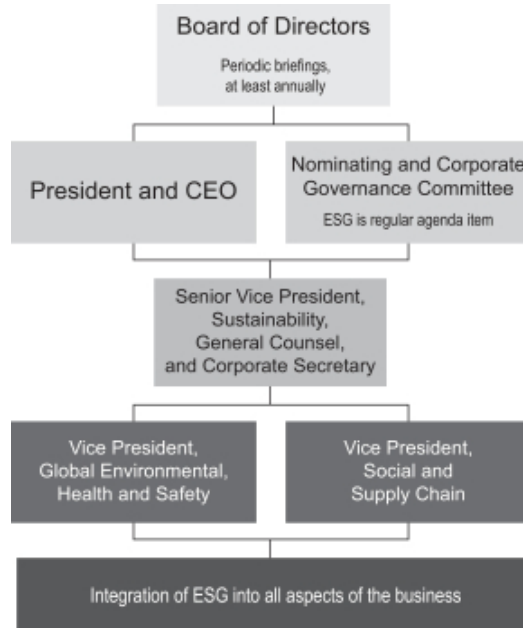 Board of Directors
Periodic briefings,
at least annually
President and CEO
Nominating and Corporate
Governance Committee
ESG is regular agenda item
Senior Vice President,
Sustainability,
General Counsel,
and Corporate Secretary
Vice President,
Global Environmental,
Health and Safety
Vice President,
Social and
Supply Chain
Integration of ESG into all aspects of the business